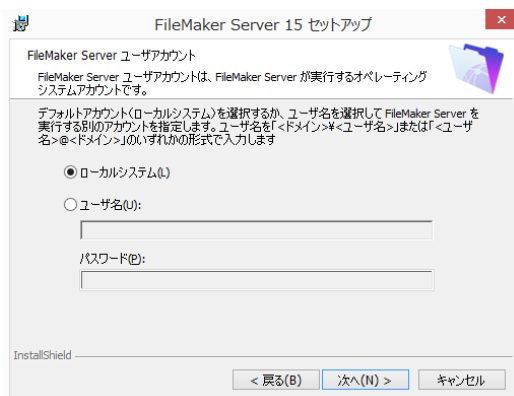 FileMaker Server 15 セットアップ
FileMaker Server ユーザアカウント
FileMaker Server ユーザアカウントは、FileMaker Server が実行するオペレーティング
システムアカウントです。
デフォルトアカウント(ローカルシステム)を選択するか、ユーザ名を選択して FileMaker Server を
実行する別のアカウントを指定します。ユーザ名を「<ドメイン>¥<ユーザ名>」または「<ユーザ
名>@<ドメイン>」のいずれかの形式で入力します
ローカルシステム(L)
ユーザ名(U):
パスワード(P):
InstallShield
< 戻る(B)
次へ(N) >
キャンセル